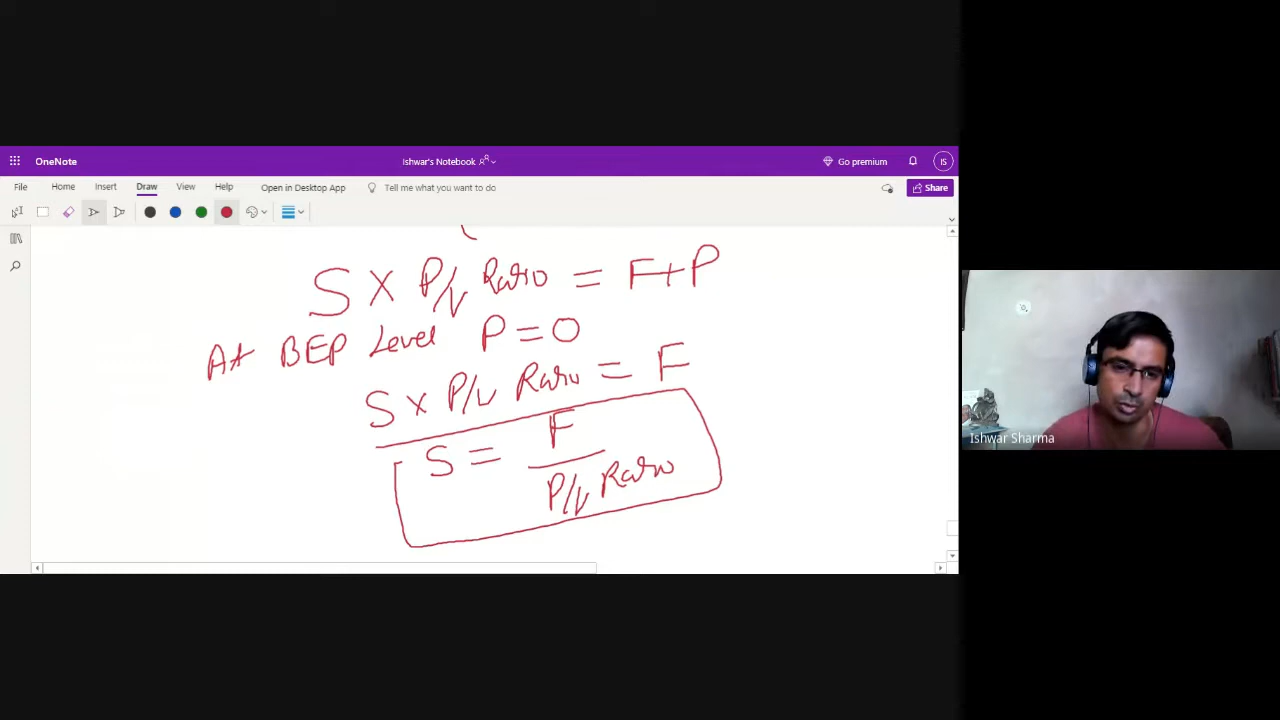 OneNote
Ishwar's Notebook
Go premium
IS
File
Home
Insert
Draw
View
Help
Open in Desktop App
Tell me what you want to do
Share
S X P/V Ratio = F+P
At BEP Level P = 0
S X P/V Ratio = F
S = F
P/V Ratio
Ishwar Sharma